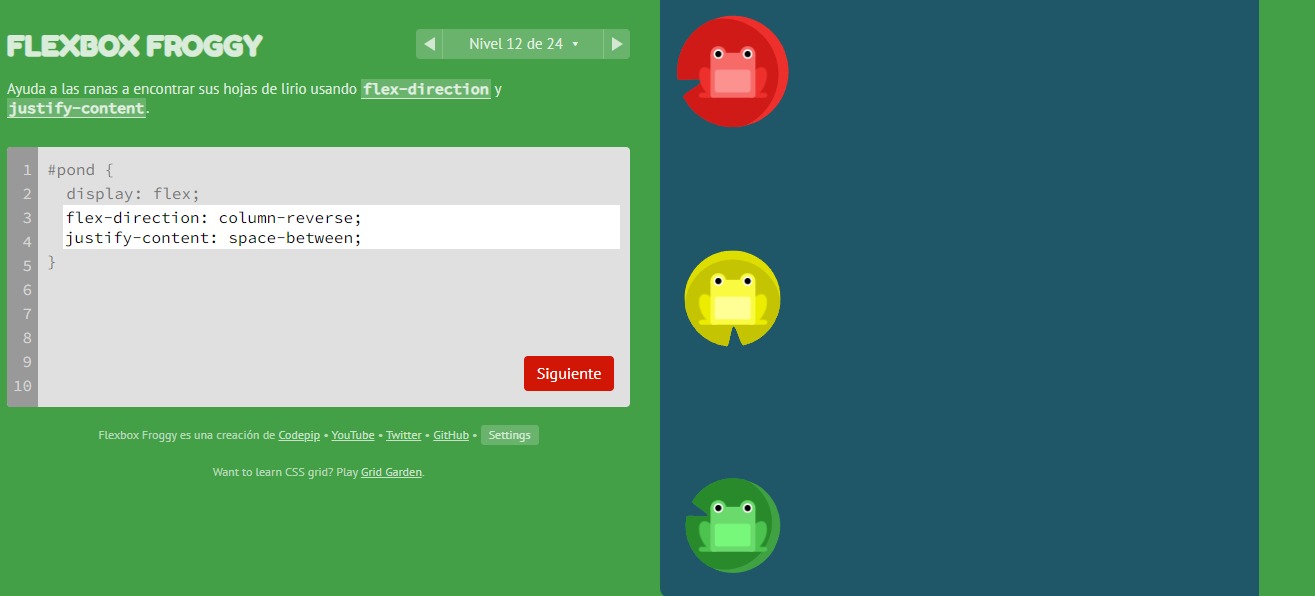 FLEXBOX FROGGY
Nivel 12 de 24
Ayuda a las ranas a encontrar sus hojas de lirio usando flex-direction y
justify-content.
1 #pond {
2 display: flex;
3 flex-direction: column-reverse;
4 justify-content: space-between;
5 }
6
7
8
9
10
Siguiente
Flexbox Froggy es una creación de Codepip • YouTube • Twitter • GitHub • Settings
Want to learn CSS grid? Play Grid Garden.